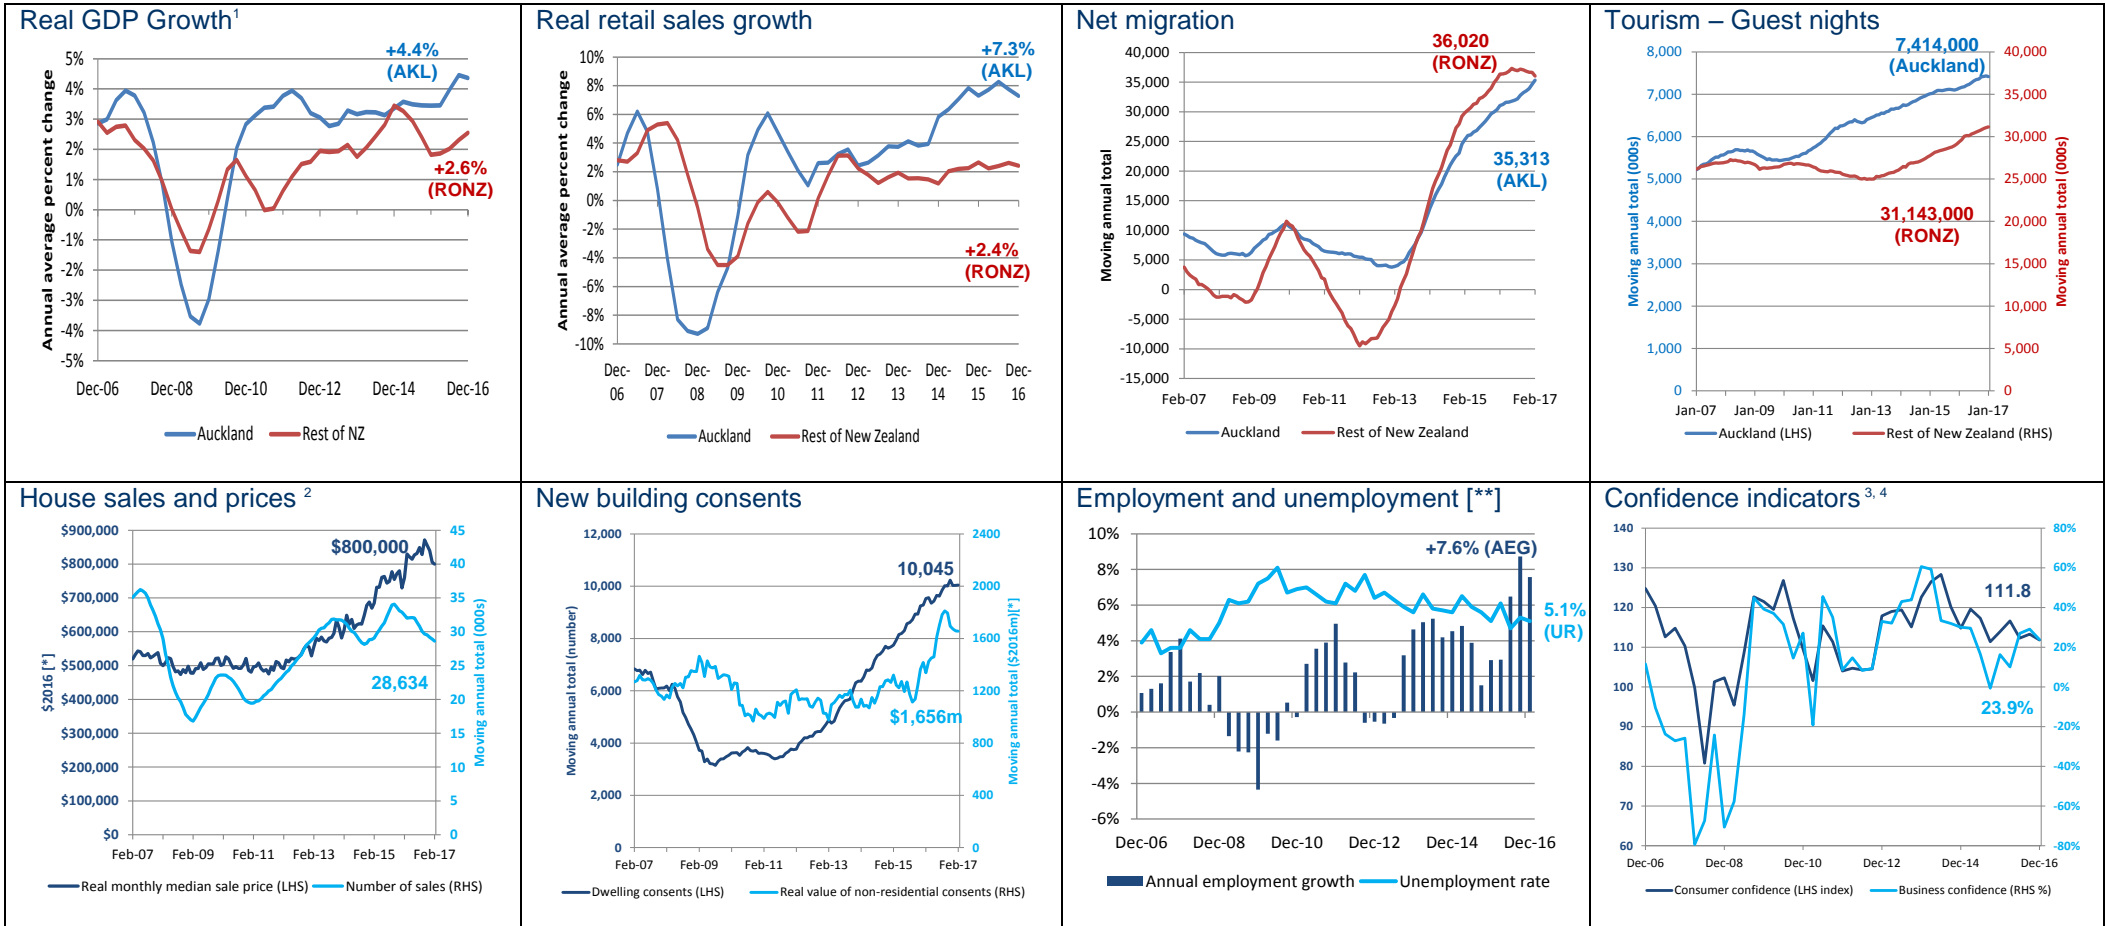 Real GDP Growth1
+4.4%
(AKL)
5%
4%
3%
2%
1%
0%
-1%
-2%
-3%
-4%
-5%
Annual average percent change
+2.6%
(RONZ)
Dec-06 Dec-08 Dec-10 Dec-12 Dec-14 Dec-16
Auckland Rest of NZ
Real retail sales growth
+7.3%
(AKL)
10%
8%
6%
4%
2%
0%
-2%
-4%
-6%
-8%
-10%
Annual average percent change
+2.4%
(RONZ)
Dec- Dec- Dec- Dec- Dec- Dec- Dec- Dec- Dec- Dec- Dec-
06 07 08 09 10 11 12 13 14 15 16
Auckland Rest of New Zealand
Net migration
36,020
(RONZ)
40,000
35,000
30,000
25,000
20,000
15,000
10,000
5,000
0
-5,000
-10,000
-15,000
Moving annual total
35,313
(AKL)
Feb-07 Feb-09 Feb-11 Feb-13 Feb-15 Feb-17
Auckland Rest of New Zealand
Tourism – Guest nights
7,414,000
(Auckland)
8,000
7,000
6,000
5,000
4,000
3,000
2,000
1,000
0
Moving annual total (000s)
31,143,000
(RONZ)
40,000
35,000
30,000
25,000
20,000
15,000
10,000
5,000
0
Moving annual total (000s)
Jan-07 Jan-09 Jan-11 Jan-13 Jan-15 Jan-17
Auckland (LHS) Rest of New Zealand (RHS)
House sales and prices 2
$900,000
$800,000
$700,000
$600,000
$500,000
$400,000
$300,000
$200,000
$100,000
$0
$2016 [*]
$800,000
28,634
45
40
35
30
25
20
15
10
5
0
Moving annual total (000s)
Feb-07 Feb-09 Feb-11 Feb-13 Feb-15 Feb-17
Real monthly median sale price (LHS) Number of sales (RHS)
New building consents
12,000
10,000
8,000
6,000
4,000
2,000
0
Moving annual total (number)
10,045
$1,656m
2400
2000
1600
1200
800
400
0
Moving annual total ($2016m)[*]
Feb-07 Feb-09 Feb-11 Feb-13 Feb-15 Feb-17
Dwelling consents (LHS) Real value of non-residential consents (RHS)
Employment and unemployment [**]
10%
8%
6%
4%
2%
0%
-2%
-4%
-6%
+7.6% (AEG)
5.1%
(UR)
Dec-06 Dec-08 Dec-10 Dec-12 Dec-14 Dec-16
Annual employment growth Unemployment rate
Confidence indicators 3, 4
140
130
120
110
100
90
80
70
60
111.8
23.9%
80%
60%
40%
20%
0%
-20%
-40%
-60%
-80%
Dec-06 Dec-08 Dec-10 Dec-12 Dec-14 Dec-16
Consumer confidence (LHS index) Business confidence (RHS %)